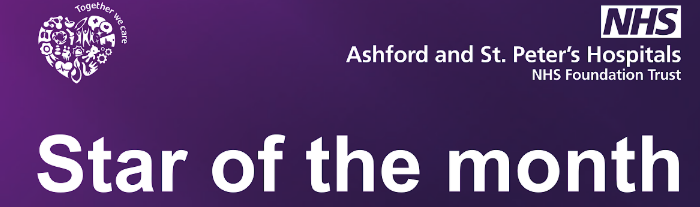 Together we care
NHS
Ashford and St. Peter's Hospitals
NHS Foundation Trust
Star of the month